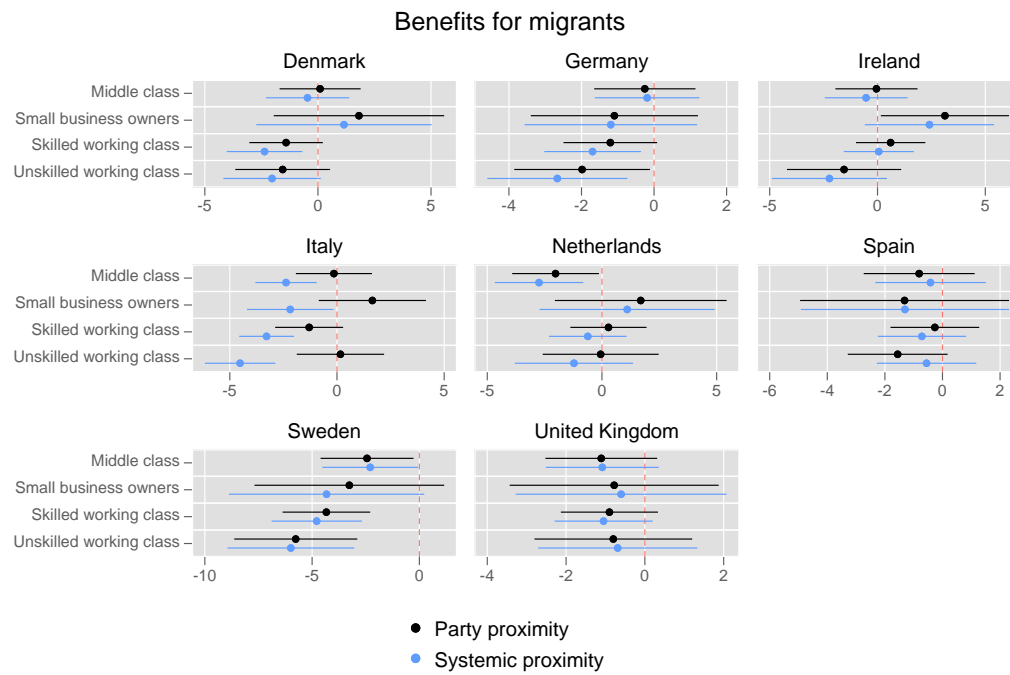 Benefits for migrants
Denmark
Germany
Ireland
Middle class
Small business owners
Skilled working class
Unskilled working class
-5 0 5
-4 -2 0 2
-5 0 5
Italy
Netherlands
Spain
Middle class
Small business owners
Skilled working class
Unskilled working class
-5 0 5
-5 0 5
-6 -4 -2 0 2
Sweden
United Kingdom
Middle class
Small business owners
Skilled working class
Unskilled working class
-10 -5 0
-4 -2 0 2
Party proximity
Systemic proximity